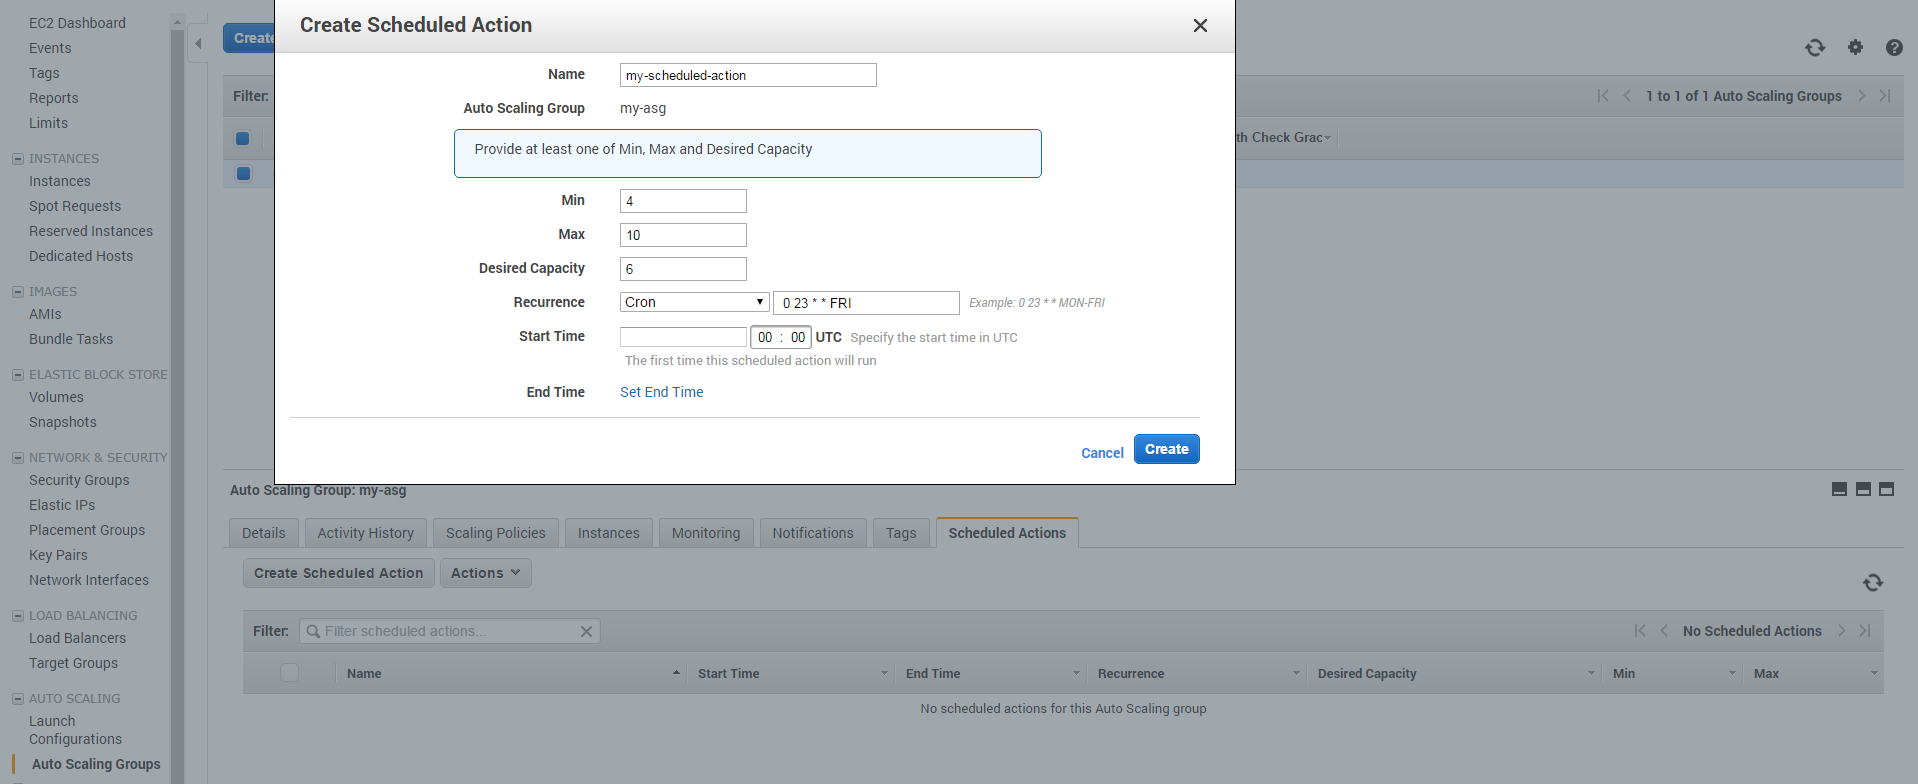 EC2 Dashboard
Events
Tags
Reports
Limits
INSTANCES
Instances
Spot Requests
Reserved Instances
Dedicated Hosts
IMAGES
AMIs
Bundle Tasks
ELASTIC BLOCK STORE
Volumes
Snapshots
NETWORK & SECURITY
Security Groups
Elastic IPs
Placement Groups
Key Pairs
Network Interfaces
LOAD BALANCING
Load Balancers
Target Groups
AUTO SCALING
Launch
Configurations
Auto Scaling Groups
Create
Filter:
1 to 1 of 1 Auto Scaling Groups
th Check Grac
Create Scheduled Action
Name my-scheduled-action
Auto Scaling Group my-asg
Provide at least one of Min, Max and Desired Capacity
Min 4
Max 10
Desired Capacity 6
Recurrence Cron 0 23 * * FRI Example: 0 23 * * MON-FRI
Start Time 00 : 00 UTC Specify the start time in UTC
The first time this scheduled action will run
End Time Set End Time
Cancel Create
Auto Scaling Group: my-asg
Details Activity History Scaling Policies Instances Monitoring Notifications Tags Scheduled Actions
Create Scheduled Action Actions
Filter: Filter scheduled actions... No Scheduled Actions
Name Start Time End Time Recurrence Desired Capacity Min Max
No scheduled actions for this Auto Scaling group